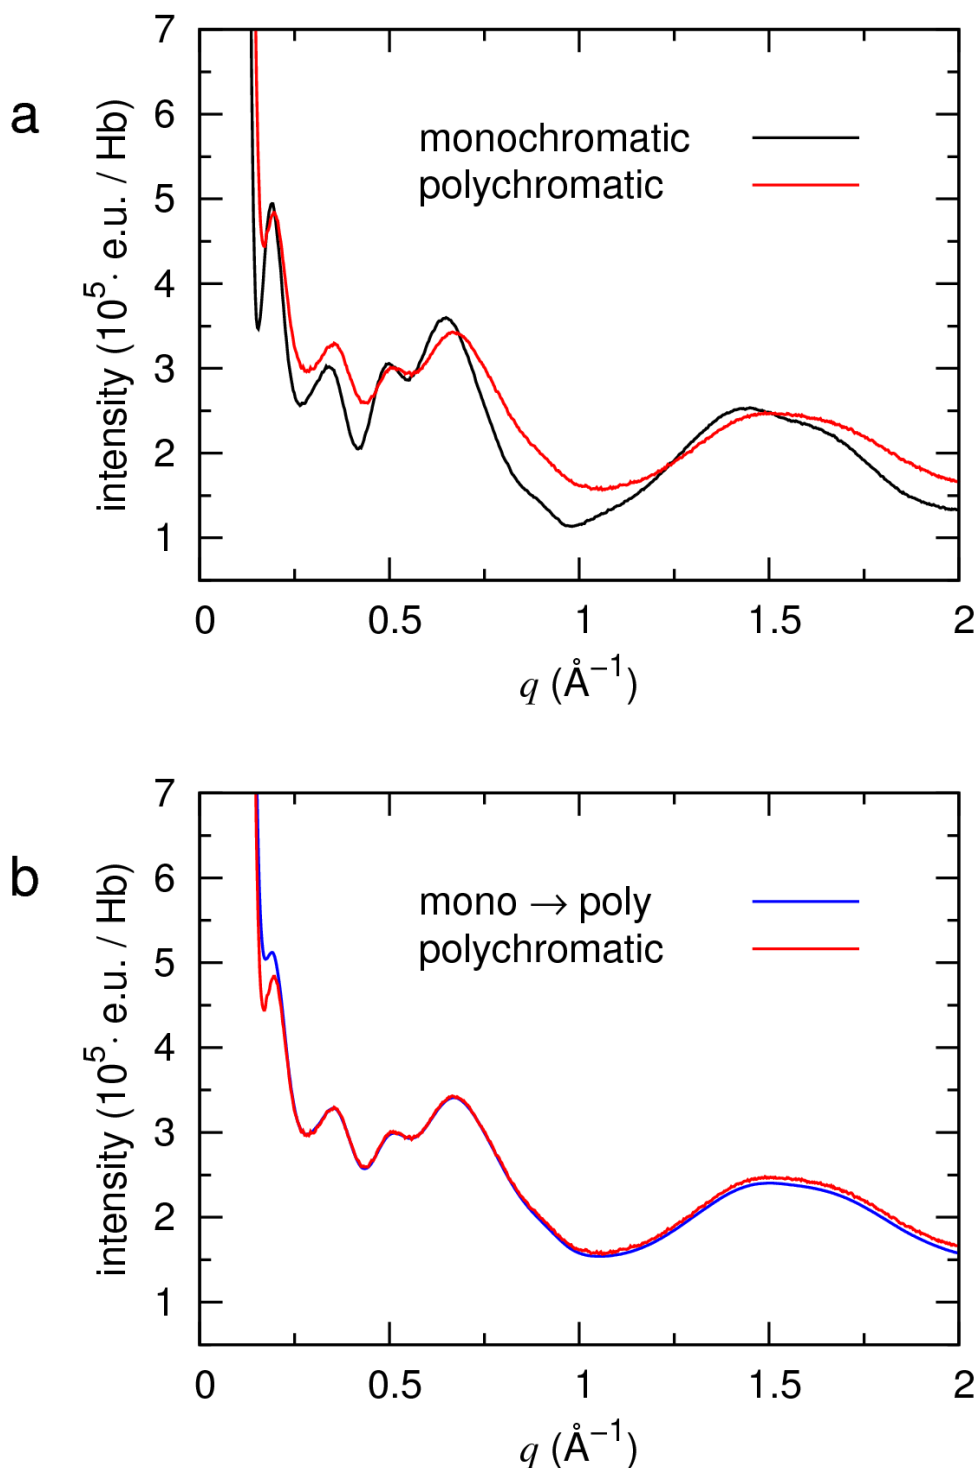 a
intensity (10⁵· e.u. / Hb)
7
6
5
4
3
2
1
monochromatic
polychromatic
0 0.5 1 1.5 2
q (Å⁻¹)
b
intensity (10⁵· e.u. / Hb)
7
6
5
4
3
2
1
mono → poly
polychromatic
0 0.5 1 1.5 2
q (Å⁻¹)